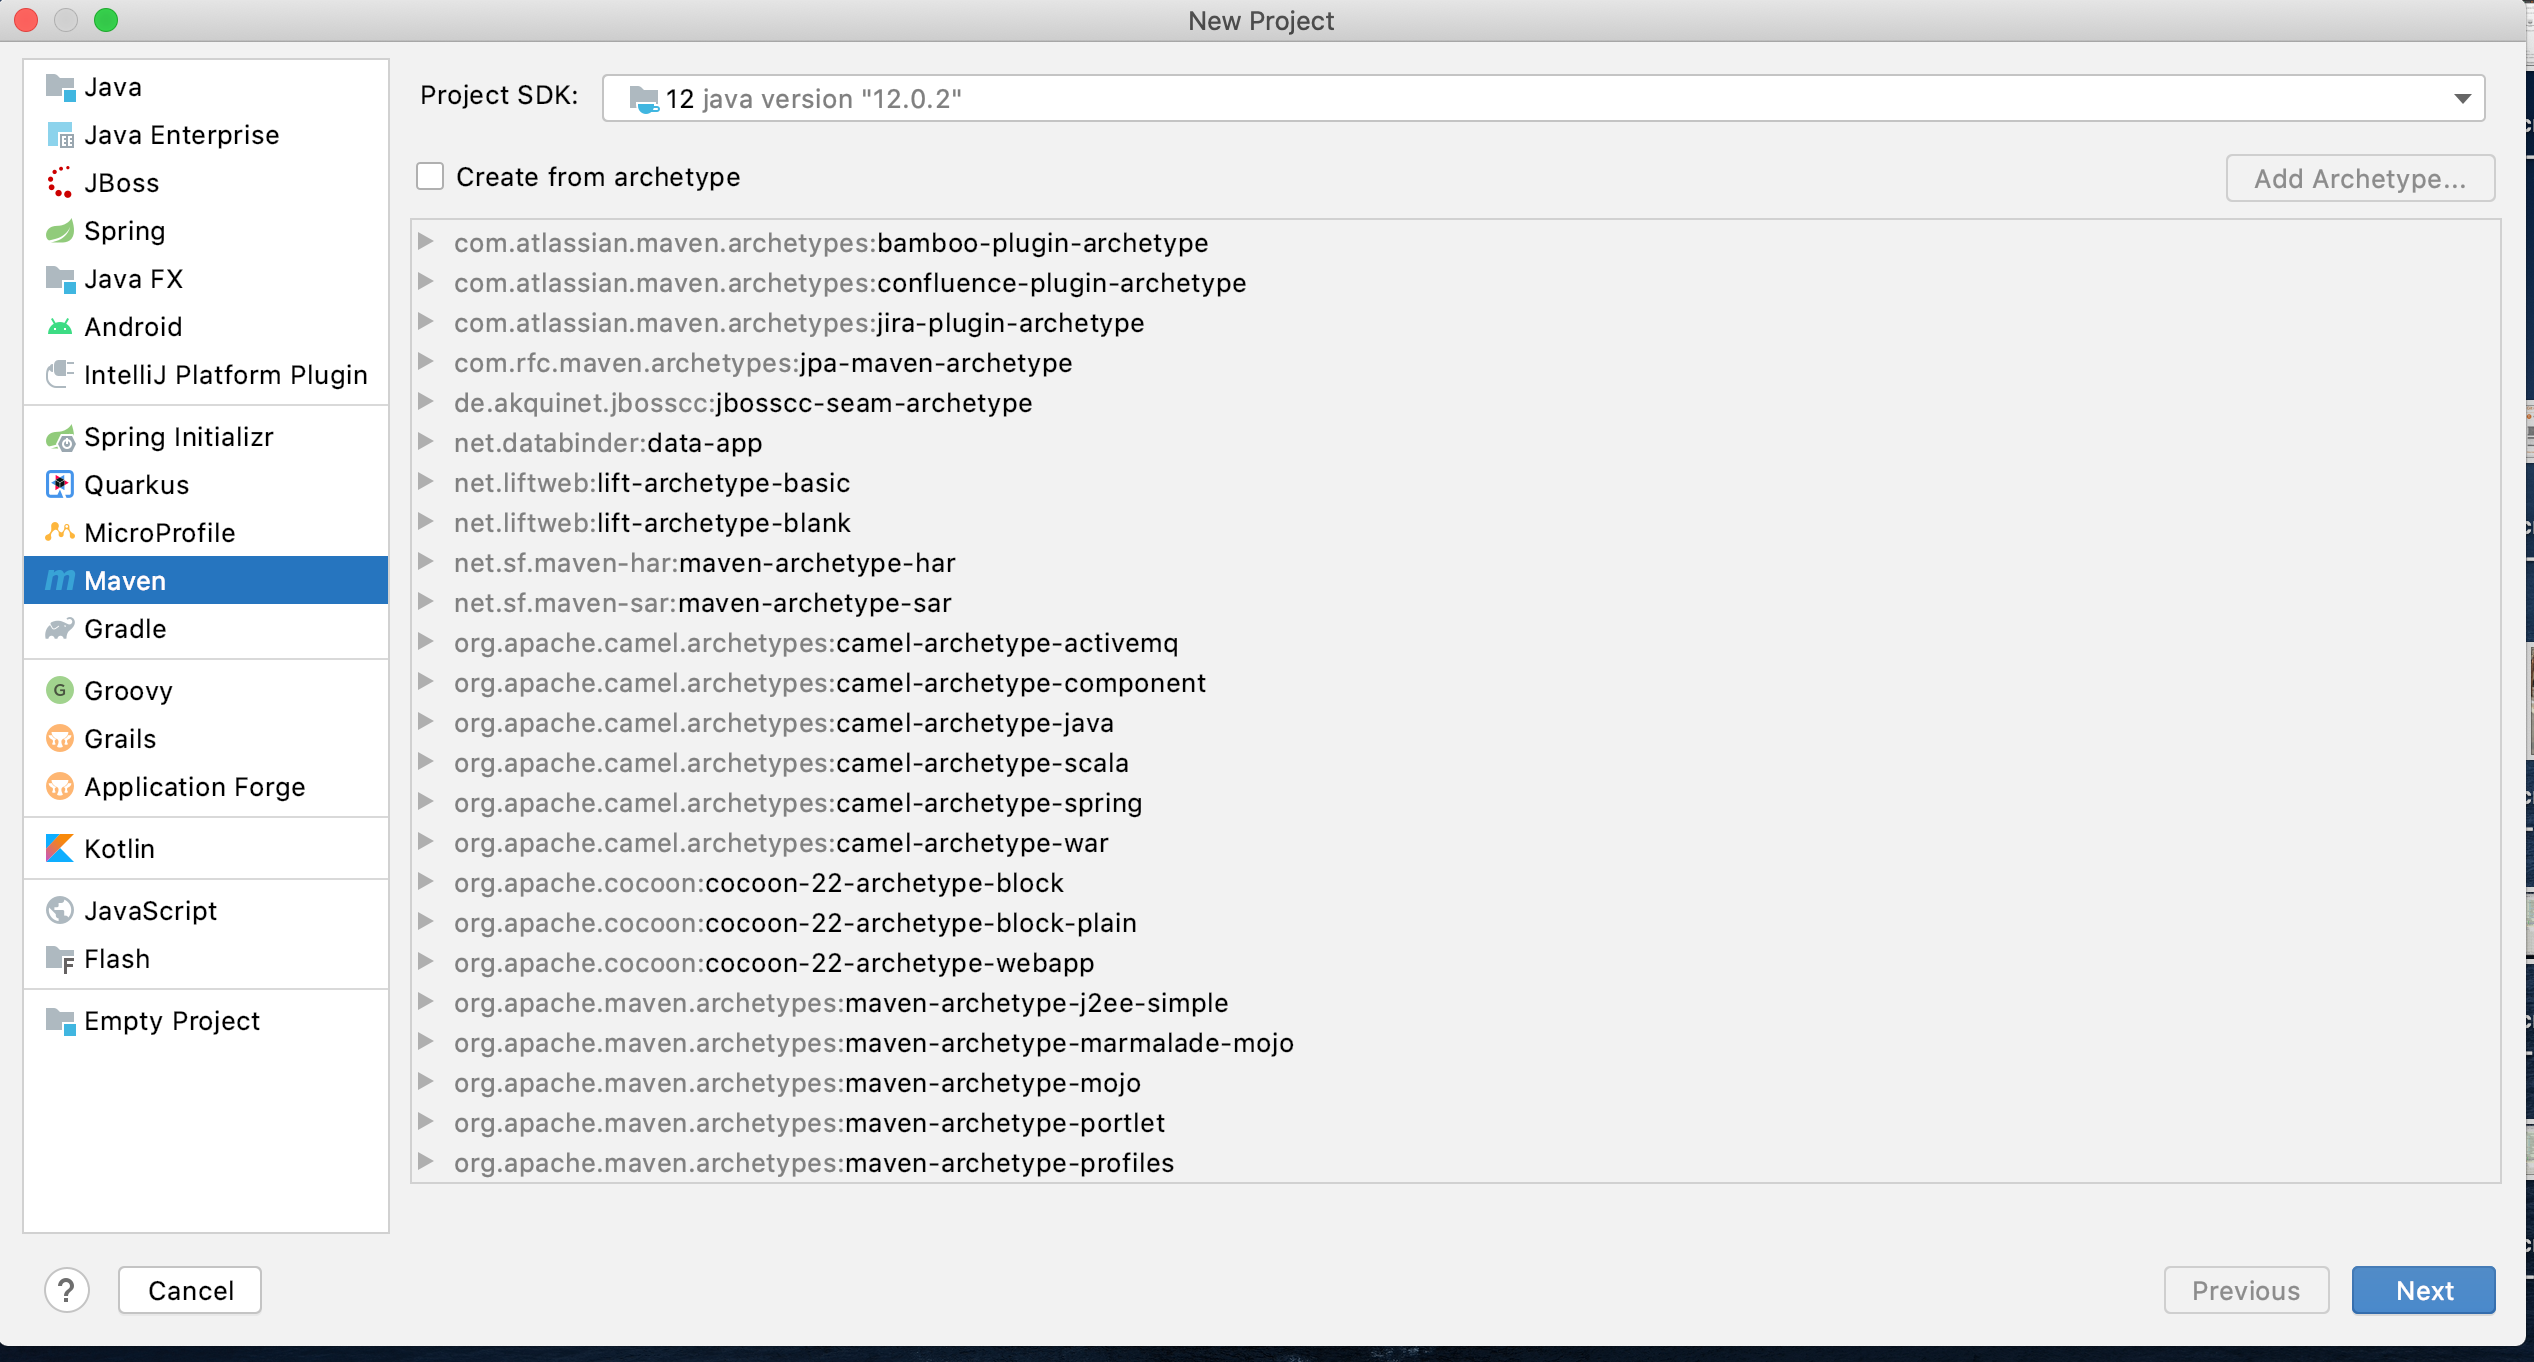 New Project
Java
Java Enterprise
JBoss
Spring
Java FX
Android
IntelliJ Platform Plugin
Spring Initializr
Quarkus
MicroProfile
Maven
Gradle
Groovy
Grails
Application Forge
Kotlin
JavaScript
Flash
Empty Project
Project SDK: 12 java version "12.0.2"
Create from archetype
Add Archetype...
com.atlassian.maven.archetypes:bamboo-plugin-archetype
com.atlassian.maven.archetypes:confluence-plugin-archetype
com.atlassian.maven.archetypes:jira-plugin-archetype
com.rfc.maven.archetypes:jpa-maven-archetype
de.akquinet.jbosscc:jbosscc-seam-archetype
net.databinder:data-app
net.liftweb:lift-archetype-basic
net.liftweb:lift-archetype-blank
net.sf.maven-har:maven-archetype-har
net.sf.maven-sar:maven-archetype-sar
org.apache.camel.archetypes:camel-archetype-activemq
org.apache.camel.archetypes:camel-archetype-component
org.apache.camel.archetypes:camel-archetype-java
org.apache.camel.archetypes:camel-archetype-scala
org.apache.camel.archetypes:camel-archetype-spring
org.apache.camel.archetypes:camel-archetype-war
org.apache.cocoon:cocoon-22-archetype-block
org.apache.cocoon:cocoon-22-archetype-block-plain
org.apache.cocoon:cocoon-22-archetype-webapp
org.apache.maven.archetypes:maven-archetype-j2ee-simple
org.apache.maven.archetypes:maven-archetype-marmalade-mojo
org.apache.maven.archetypes:maven-archetype-mojo
org.apache.maven.archetypes:maven-archetype-portlet
org.apache.maven.archetypes:maven-archetype-profiles
? Cancel
Previous Next